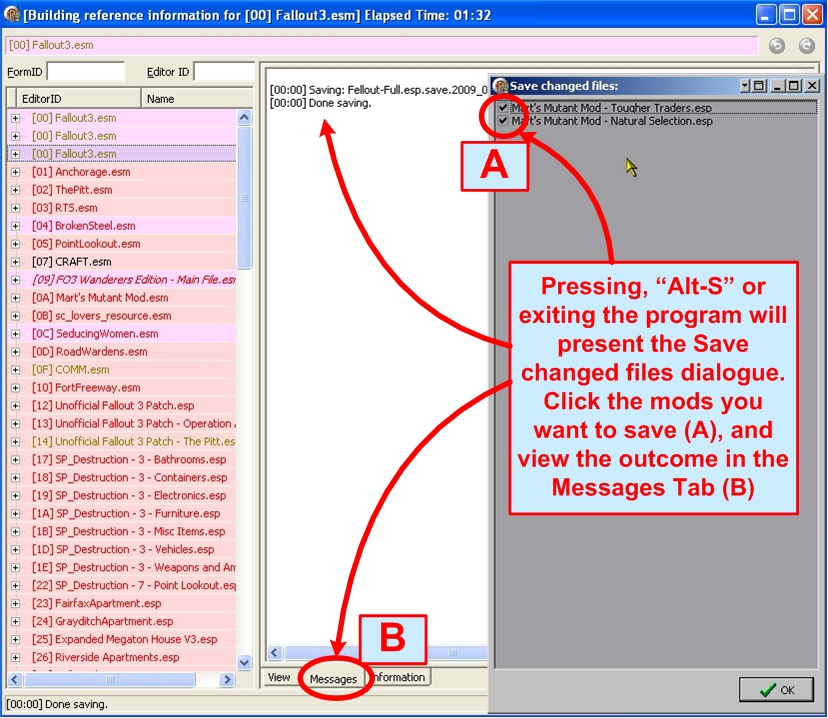 [Building reference information for [00] Fallout3.esm] Elapsed Time: 01:32
[00] Fallout3.esm
FormID
Editor ID
EditorID Name
[00] Fallout3.esm
[00] Fallout3.esm
[00] Fallout3.esm
[01] Anchorage.esm
[02] ThePitt.esm
[03] RTS.esm
[04] BrokenSteel.esm
[05] PointLookout.esm
[07] CRAFT.esm
[09] FO3 Wanderers Edition - Main File.esm
[0A] Mart's Mutant Mod.esm
[0B] sc_lovers_resource.esm
[0C] SeducingWomen.esm
[0D] RoadWardens.esm
[0F] COMM.esm
[10] FortFreeway.esm
[12] Unofficial Fallout 3 Patch.esp
[13] Unofficial Fallout 3 Patch - Operation
[14] Unofficial Fallout 3 Patch - The Pitt.es
[17] SP_Destruction - 3 - Bathrooms.esp
[18] SP_Destruction - 3 - Containers.esp
[19] SP_Destruction - 3 - Electronics.esp
[1A] SP_Destruction - 3 - Furniture.esp
[1B] SP_Destruction - 3 - Misc Items.esp
[1D] SP_Destruction - 3 - Vehicles.esp
[1E] SP_Destruction - 3 - Weapons and Am
[22] SP_Destruction - 7 - Point Lookout.esp
[23] FairfaxApartment.esp
[24] GrayditchApartment.esp
[25] Expanded Megaton House V3.esp
[26] Riverside Apartments.esp
[00:00] Saving: Fellout-Full.esp.save.2009_0
[00:00] Done saving.
Save changed files:
Mart's Mutant Mod - Tougher Traders.esp
Mart's Mutant Mod - Natural Selection.esp
A
Pressing, “Alt-S” or
exiting the program will
present the Save
changed files dialogue.
Click the mods you
want to save (A), and
view the outcome in the
Messages Tab (B)
B
View Messages Information
OK
[00:00] Done saving.